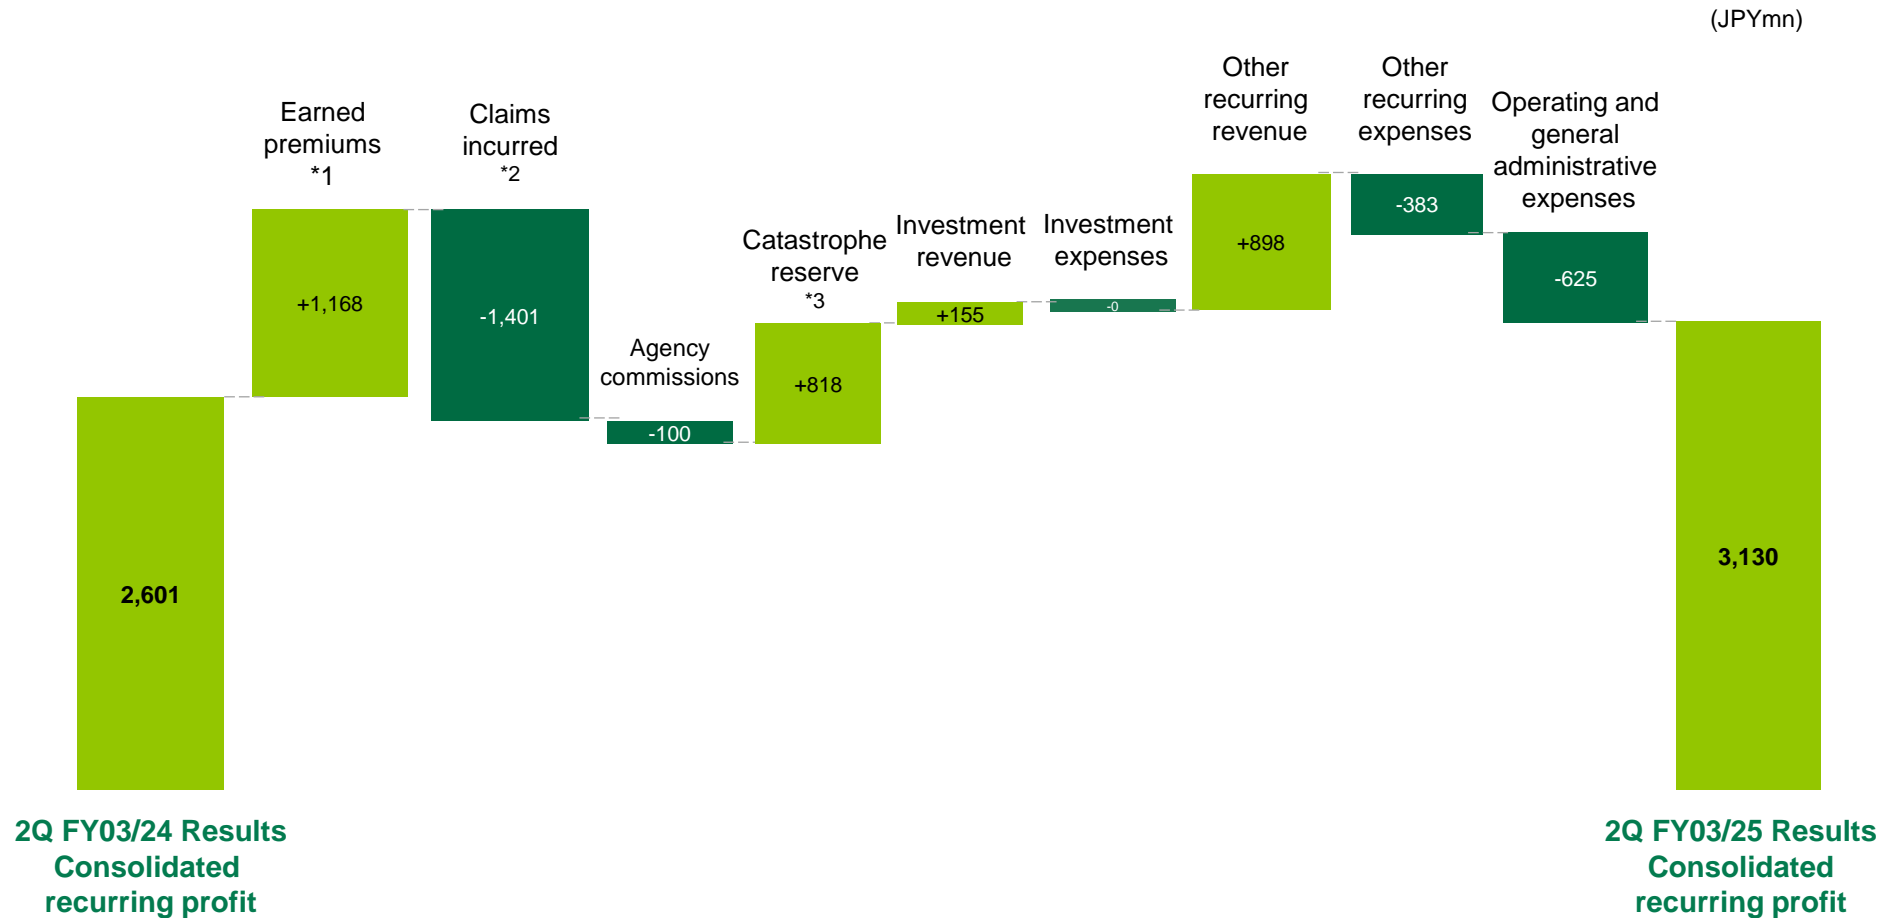 (JPYmn)
Earned
premiums
*1
Claims
incurred
*2
Agency
commissions
Catastrophe
reserve
*3
Investment
revenue
Investment
expenses
Other
recurring
revenue
Other
recurring
expenses
Operating and
general
administrative
expenses
2,601
+1,168
-1,401
-100
+818
+155
-0
+898
-383
-625
3,130
2Q FY03/24 Results
Consolidated
recurring profit
2Q FY03/25 Results
Consolidated
recurring profit